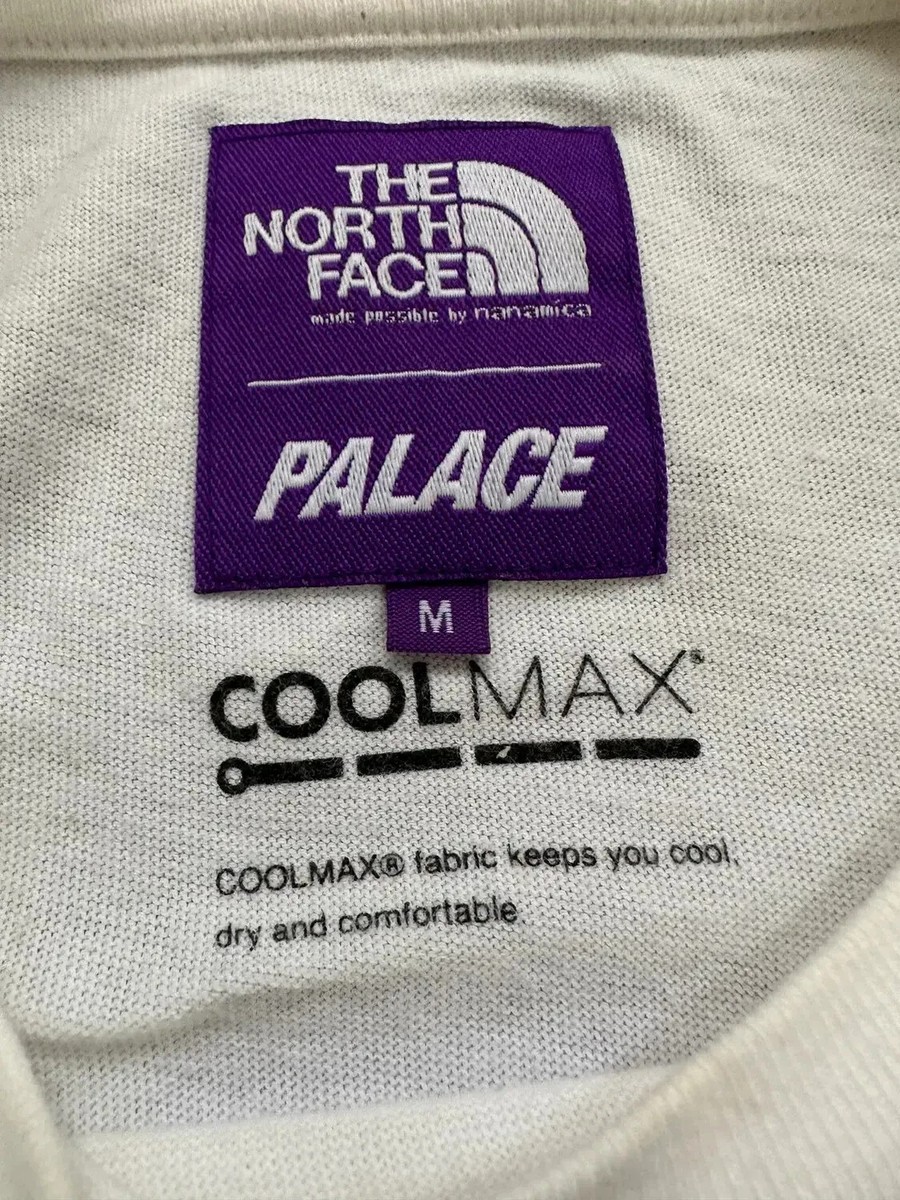 THE
NORTH
FACE
made possible by nanamica
PALACE
M
COOLMAX®
COOLMAX® fabric keeps you cool,
dry and comfortable.